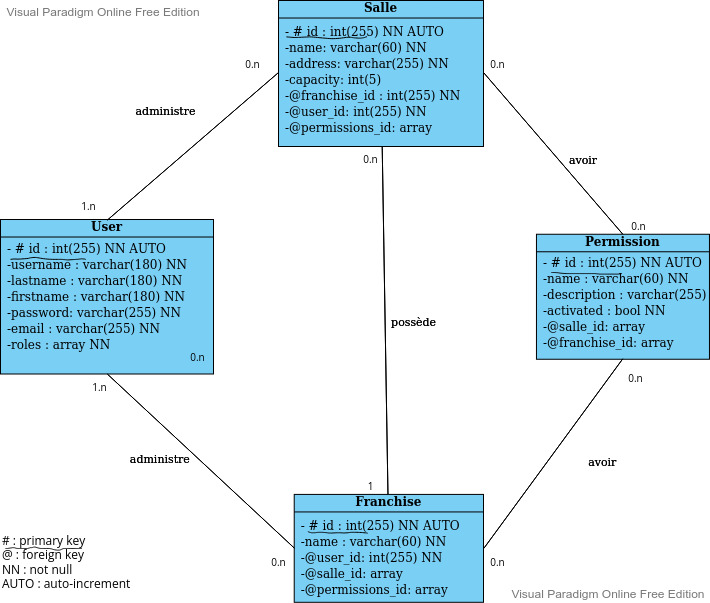 Visual Paradigm Online Free Edition
Salle
- # id : int(255) NN AUTO
-name: varchar(60) NN
-address: varchar(255) NN
-capacity: int(5)
-@franchise_id : int(255) NN
-@user_id: int(255) NN
-@permissions_id: array
0.n
0.n
administre
0.n
avoir
1.n
0.n
User
- # id : int(255) NN AUTO
-username : varchar(180) NN
-lastname : varchar(180) NN
-firstname : varchar(180) NN
-password: varchar(255) NN
-email : varchar(255) NN
-roles : array NN
0.n
Permission
- # id : int(255) NN AUTO
-name : varchar(60) NN
-description : varchar(255)
-activated : bool NN
-@salle_id: array
-@franchise_id: array
possède
1.n
0.n
administre
avoir
1
0.n
0.n
Franchise
- # id : int(255) NN AUTO
-name : varchar(60) NN
-@user_id: int(255) NN
-@salle_id: array
-@permissions_id: array
# : primary key
@ : foreign key
NN : not null
AUTO : auto-increment
Visual Paradigm Online Free Edition